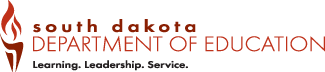 south dakota
DEPARTMENT OF EDUCATION
Learning. Leadership. Service.